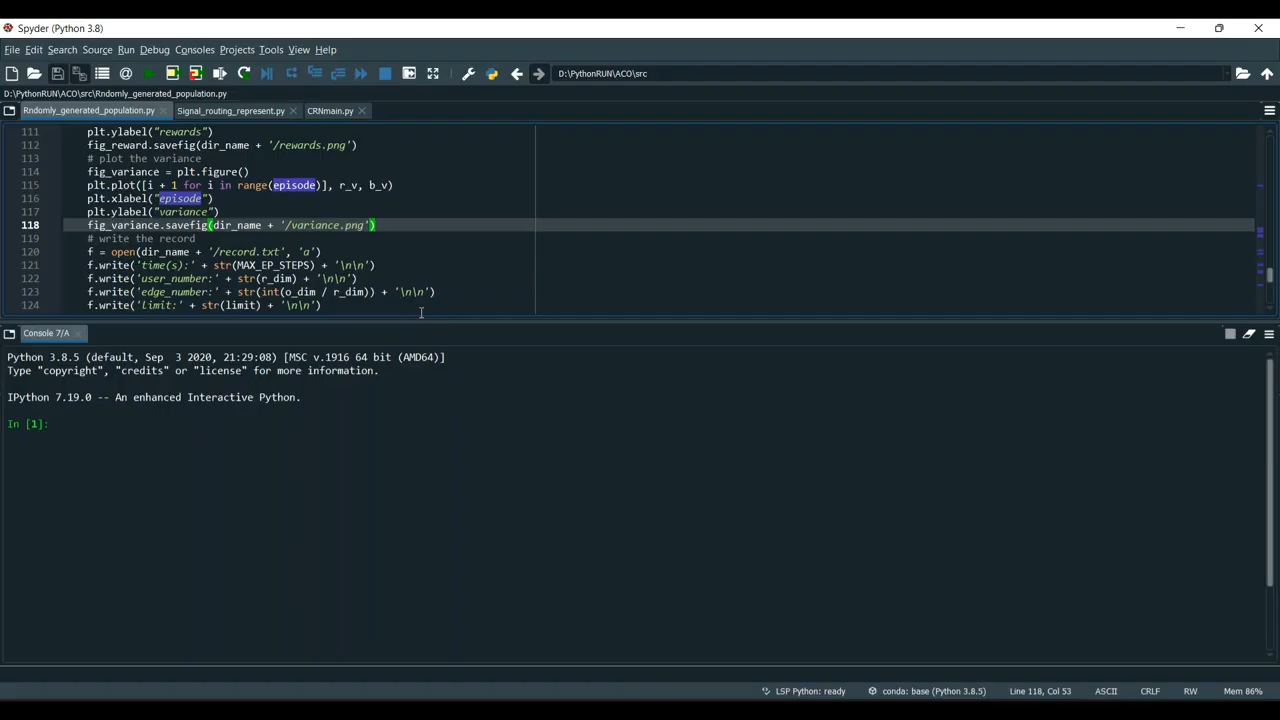 Spyder (Python 3.8)
File Edit Search Source Run Debug Consoles Projects Tools View Help
D:\PythonRUN\ACO\src
D:\PythonRUN\ACO\src\Rndomly_generated_population.py
Rndomly_generated_population.py Signal_routing_represent.py CRNmain.py
111 plt.ylabel("rewards")
112 fig_reward.savefig(dir_name + '/rewards.png')
113 # plot the variance
114 fig_variance = plt.figure()
115 plt.plot([i + 1 for i in range(episode)], r_v, b_v)
116 plt.xlabel("episode")
117 plt.ylabel("variance")
118 fig_variance.savefig(dir_name + '/variance.png')
119 # write the record
120 f = open(dir_name + '/record.txt', 'a')
121 f.write('time(s):' + str(MAX_EP_STEPS) + '\n\n')
122 f.write('user_number:' + str(r_dim) + '\n\n')
123 f.write('edge_number:' + str(int(o_dim / r_dim)) + '\n\n')
124 f.write('limit:' + str(limit) + '\n\n')
Console 7/A
Python 3.8.5 (default, Sep  3 2020, 21:29:08) [MSC v.1916 64 bit (AMD64)]
Type "copyright", "credits" or "license" for more information.
IPython 7.19.0 -- An enhanced Interactive Python.
In [1]:
LSP Python: ready conda: base (Python 3.8.5) Line 118, Col 53 ASCII CRLF RW Mem 86%